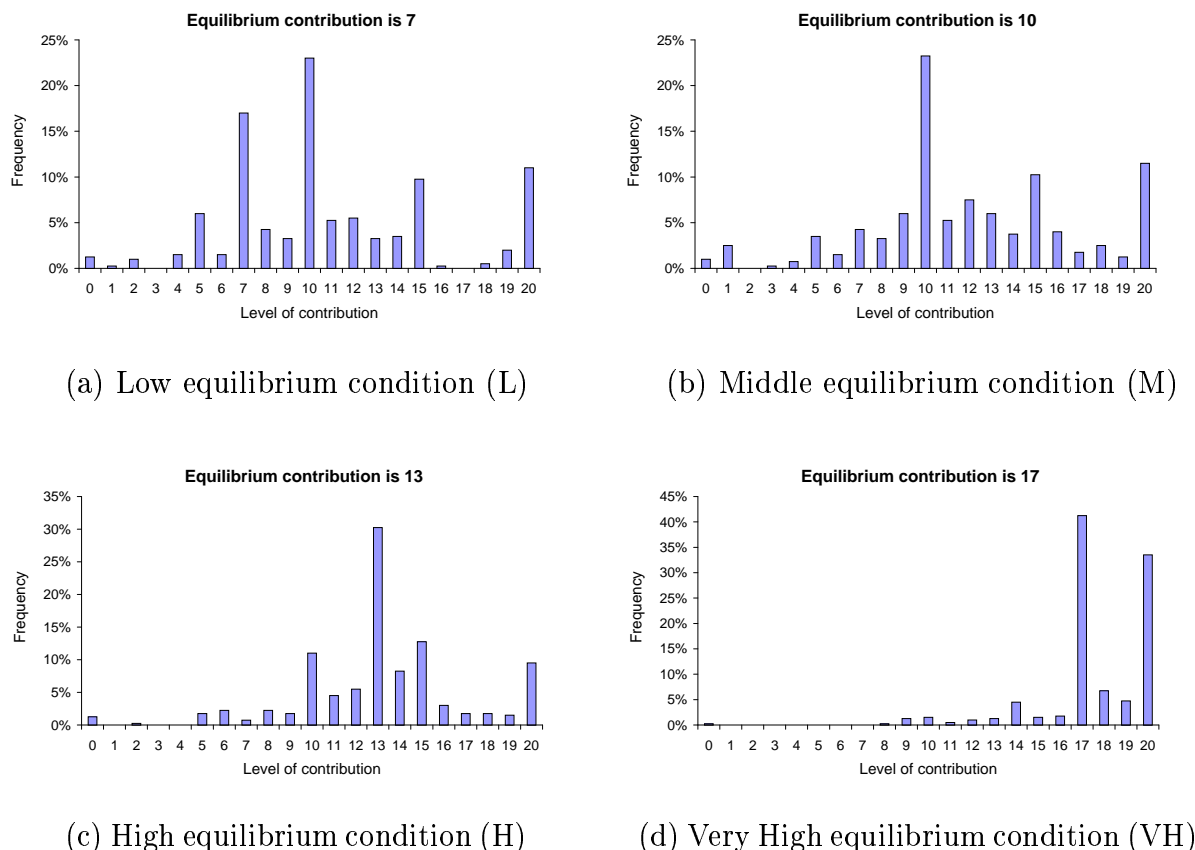 Equilibrium contribution is 7
25%
20%
15%
10%
5%
0%
Frequency
0 1 2 3 4 5 6 7 8 9 10 11 12 13 14 15 16 17 18 19 20
Level of contribution
(a) Low equilibrium condition (L)
Equilibrium contribution is 10
25%
20%
15%
10%
5%
0%
Frequency
0 1 2 3 4 5 6 7 8 9 10 11 12 13 14 15 16 17 18 19 20
Level of contribution
(b) Middle equilibrium condition (M)
Equilibrium contribution is 13
35%
30%
25%
20%
15%
10%
5%
0%
Frequency
0 1 2 3 4 5 6 7 8 9 10 11 12 13 14 15 16 17 18 19 20
Level of contribution
(c) High equilibrium condition (H)
Equilibrium contribution is 17
45%
40%
35%
30%
25%
20%
15%
10%
5%
0%
Frequency
0 1 2 3 4 5 6 7 8 9 10 11 12 13 14 15 16 17 18 19 20
Level of contribution
(d) Very High equilibrium condition (VH)